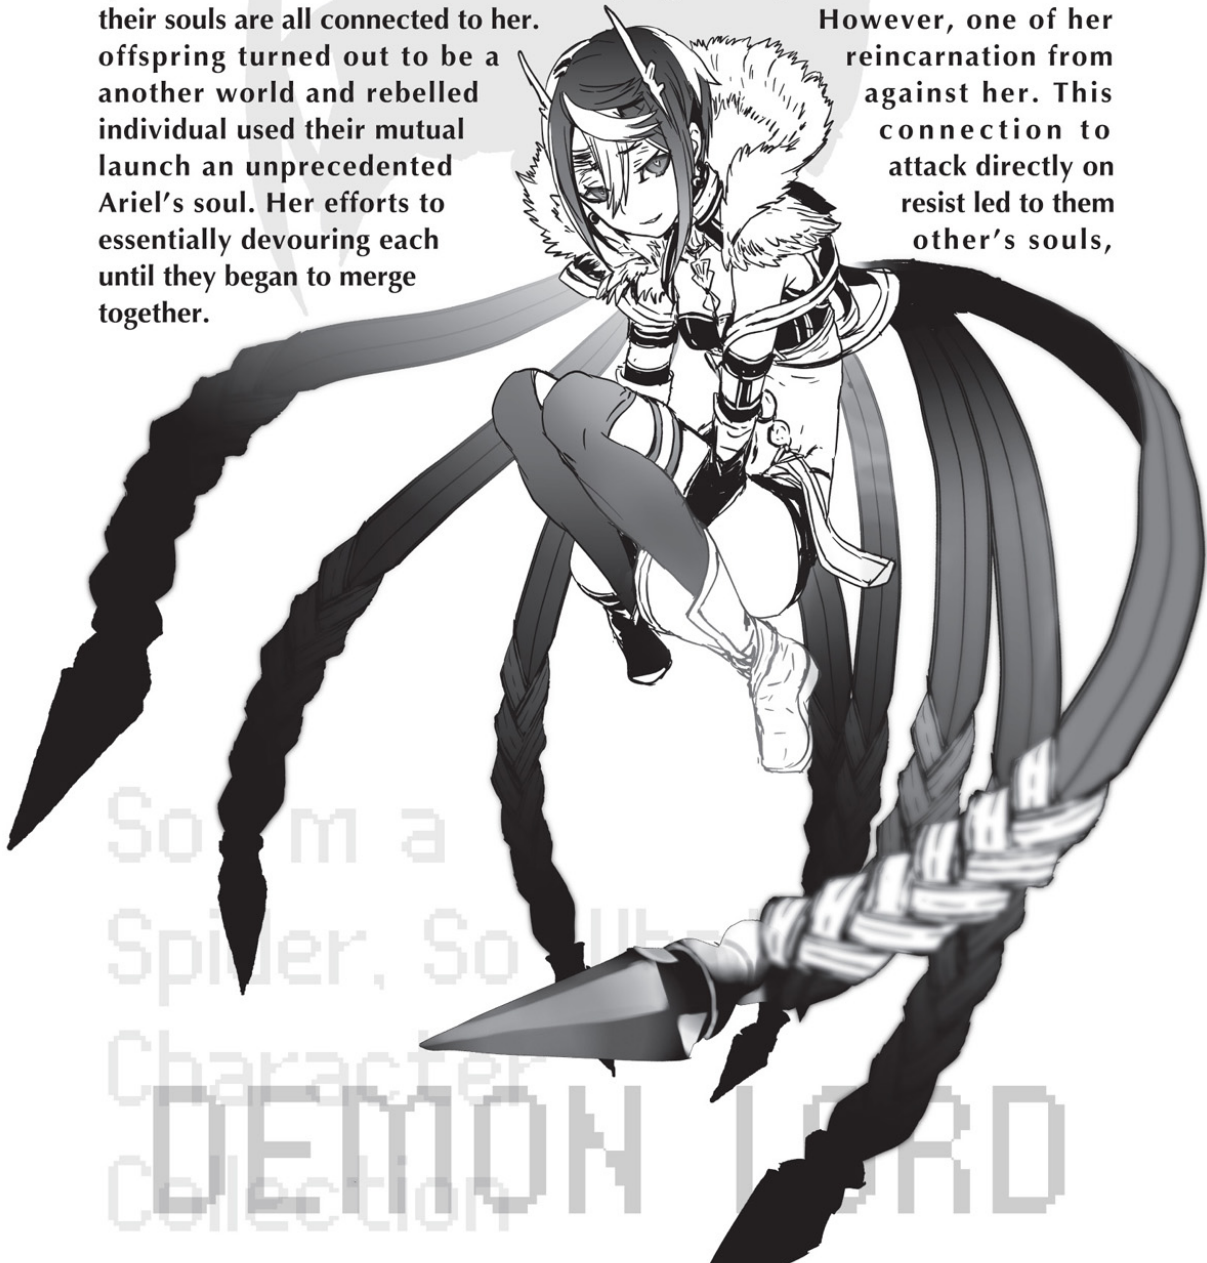 their souls are all connected to her. However, one of her
offspring turned out to be a reincarnation from
another world and rebelled against her. This
individual used their mutual connection to
launch an unprecedented attack directly on
Ariel's soul. Her efforts to resist led to them
essentially devouring each other's souls,
until they began to merge
together.
So m a
Spider, So
Character
DEMON LORD
Collection